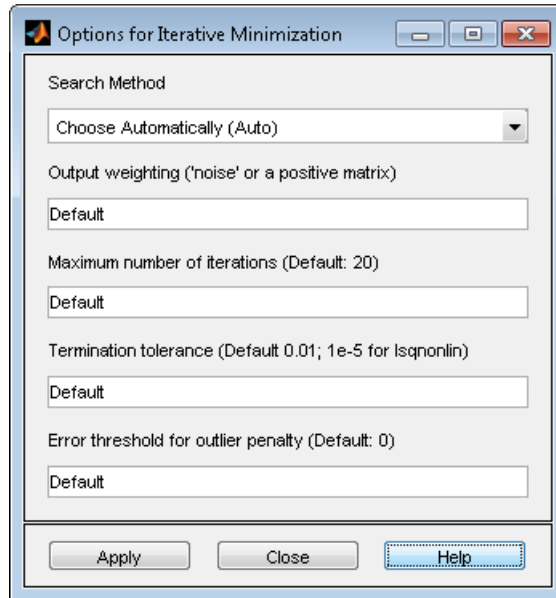 Options for Iterative Minimization
Search Method
Choose Automatically (Auto)
Output weighting ('noise' or a positive matrix)
Default
Maximum number of iterations (Default: 20)
Default
Termination tolerance (Default 0.01; 1e-5 for lsqnonlin)
Default
Error threshold for outlier penalty (Default: 0)
Default
Apply Close Help